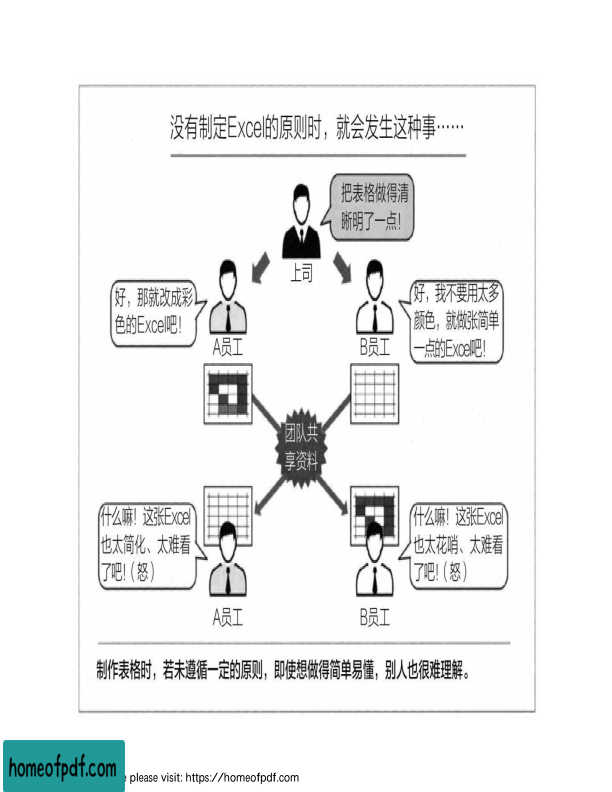 没有制定Excel的原则时，就会发生这种事……
把表格做得清
晰明了一点！
上司
好，那就改成彩
色的Excel吧！
好，我不要用太多
颜色，就做张简单
一点的Excel吧！
A员工
B员工
团队共
享资料
什么嘛！这张Excel
也太简化、太难看
了吧！（怒）
什么嘛！这张Excel
也太花哨、太难看
了吧！（怒）
A员工
B员工
制作表格时，若未遵循一定的原则，即使想做得简单易懂，别人也很难理解。
homeofpdf.com
please visit: https://homeofpdf.com